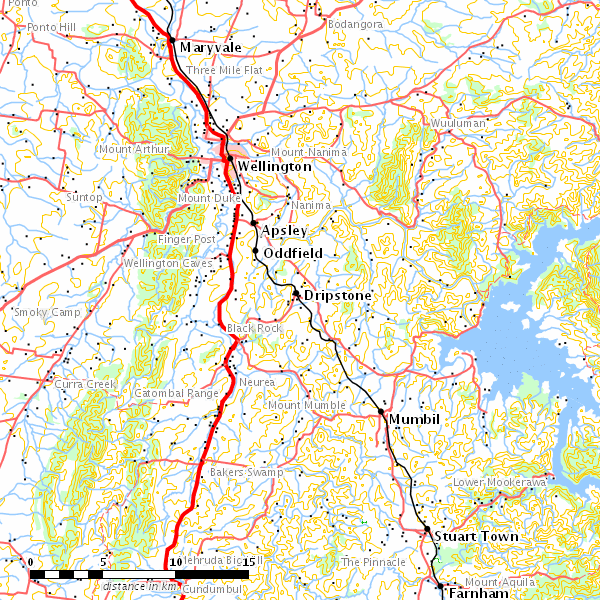 Ponto
Bodangora
Ponto Hill
Maryvale
Three Mile Flat
Wuuluman
Mount Arthur
Mount Nanima
Wellington
Suntop
Mount Duke
Nanima
Apsley
Finger Post
Oddfield
Wellington Caves
Dripstone
Smoky Camp
Black Rock
Curra Creek
Neurea
Catombal Range
Mount Mumble
Mumbil
Bakers Swamp
Lower Mookerawa
Stuart Town
The Pinnacle
0 5 10 15
distance in km
Mount Aquila
Cundumbul
Farnham